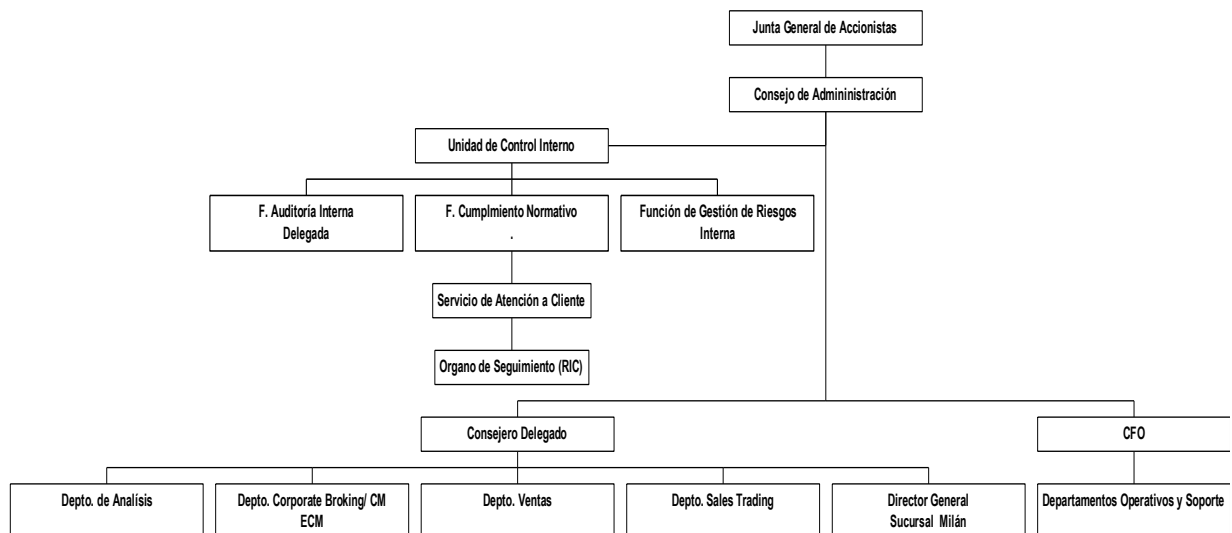 Junta General de Accionistas
Consejo de Admininistración
Unidad de Control Interno
F. Auditoría Interna
Delegada
F. Cumplmiento Normativo
.
Función de Gestión de Riesgos
Interna
Servicio de Atención a Cliente
Organo de Seguimiento (RIC)
Consejero Delegado
CFO
Depto. de Analísis
Depto. Corporate Broking/ CM
ECM
Depto. Ventas
Depto. Sales Trading
Director General
Sucursal Milán
Departamentos Operativos y Soporte